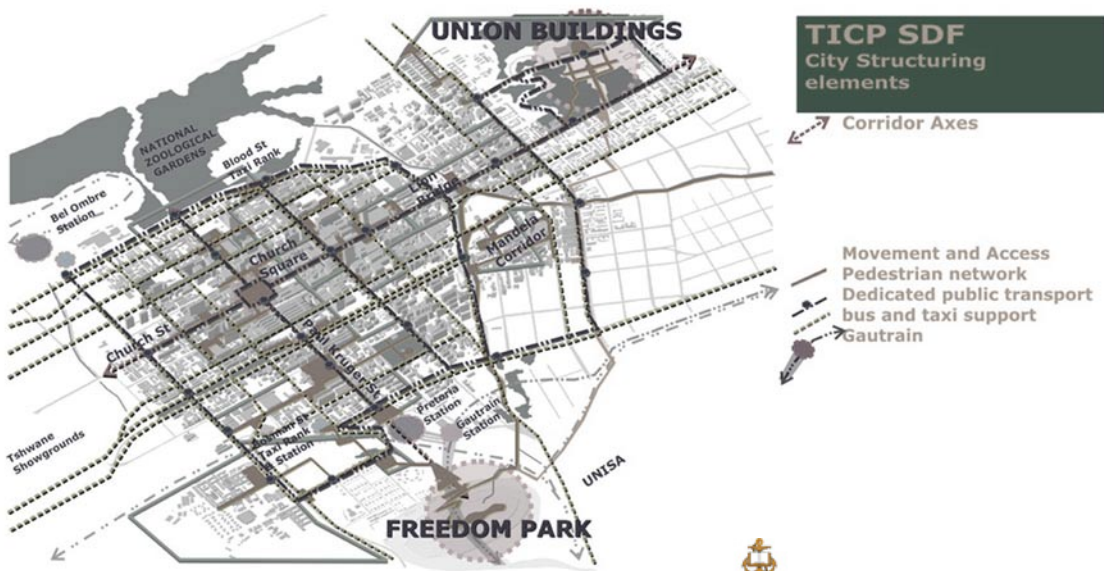 UNION BUILDINGS
TICP SDF
City Structuring
elements
Corridor Axes
NATIONAL
ZOOLOGICAL
GARDENS
Blood St
Taxi Rank
Bel Ombre
Station
Lion
Bridge
Mandela
Corridor
Church
Square
Church St
Paul Kruger St
Movement and Access
Pedestrian network
Dedicated public transport
bus and taxi support
Gautrain
Pretoria
Station
Gautrain
Station
Taxi Rank
Station
Tshwane
Showgrounds
UNISA
FREEDOM PARK